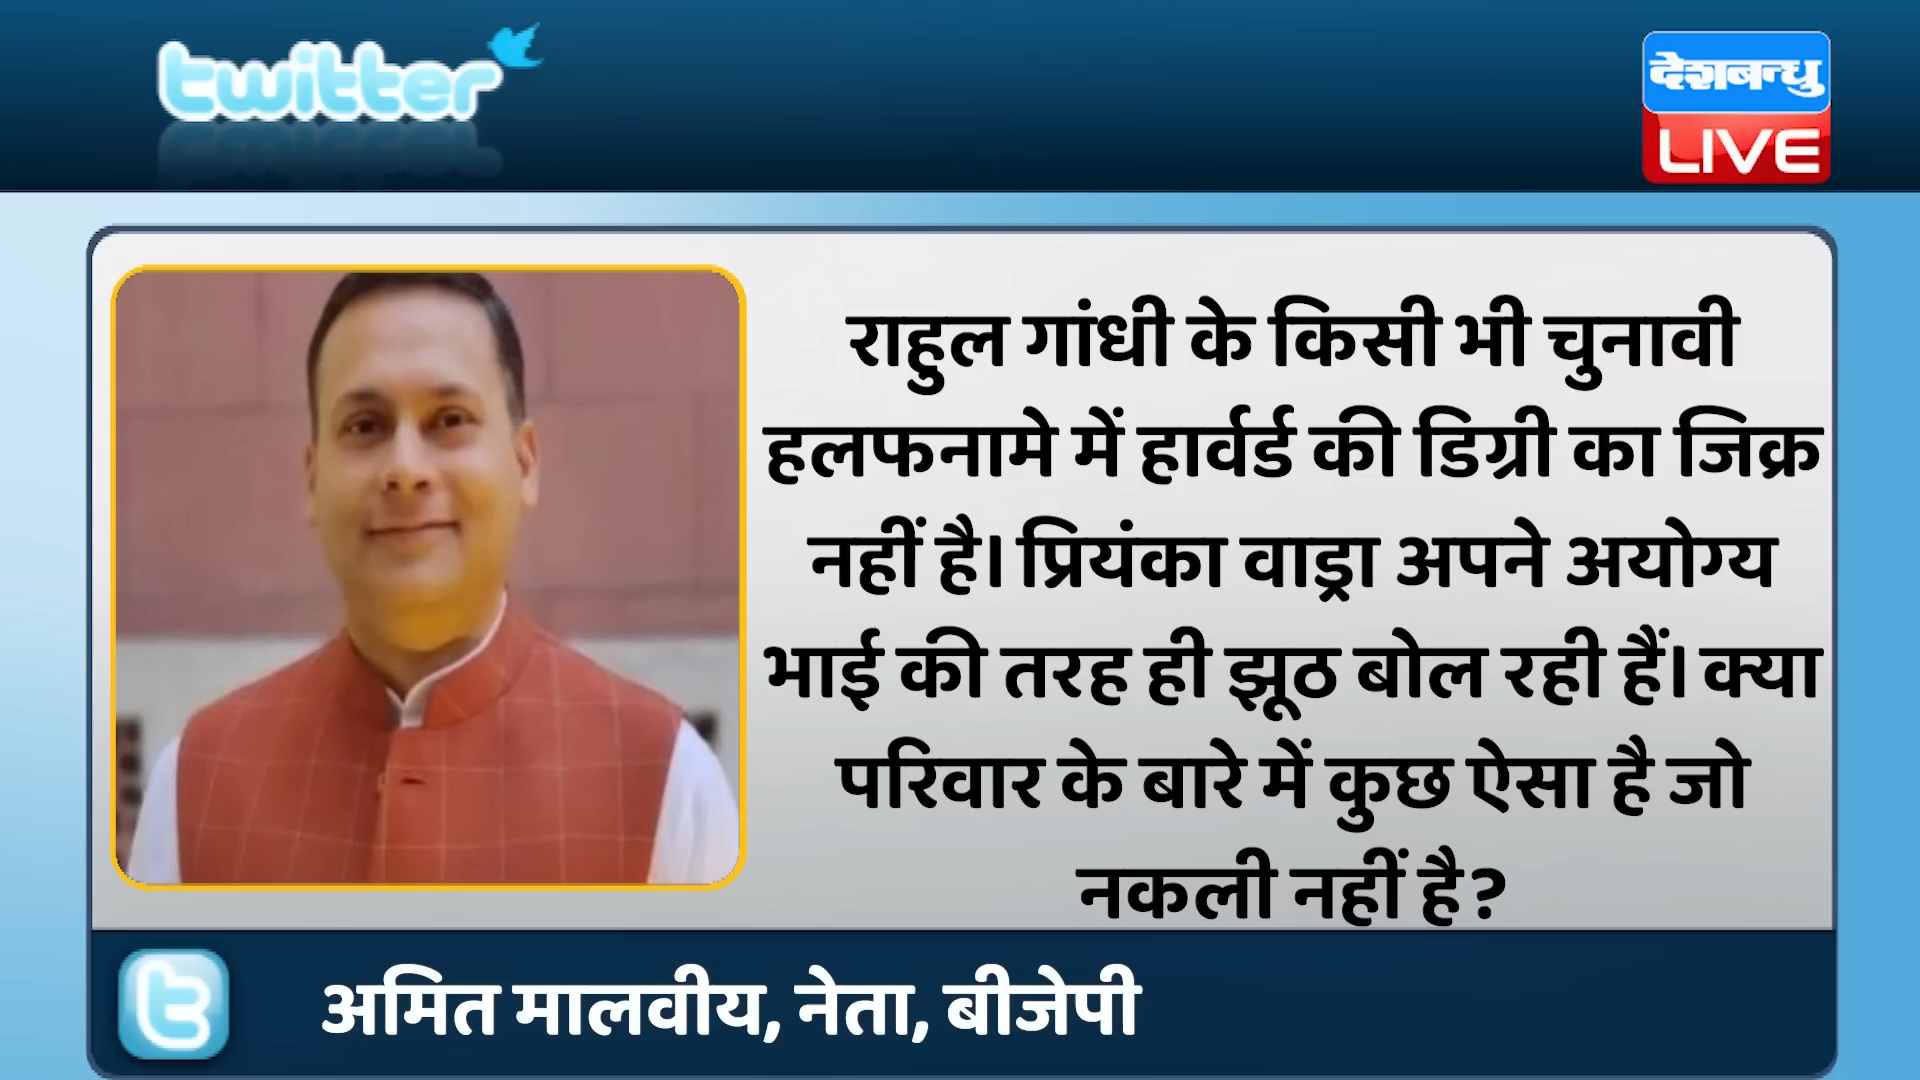 twitter
देशबन्धु
LIVE
राहुल गांधी के किसी भी चुनावी
हलफनामे में हार्वर्ड की डिग्री का जिक्र
नहीं है। प्रियंका वाड्रा अपने अयोग्य
भाई की तरह ही झूठ बोल रही हैं। क्या
परिवार के बारे में कुछ ऐसा है जो
नकली नहीं है?
t
अमित मालवीय, नेता, बीजेपी